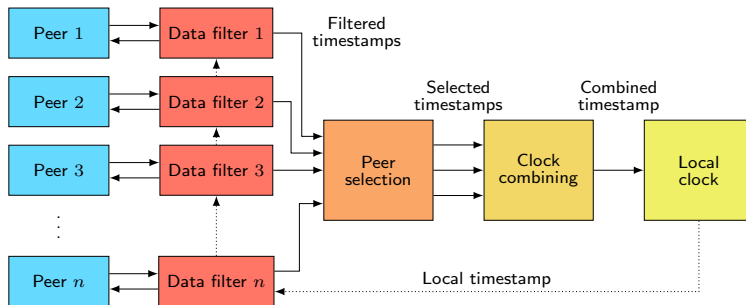 Peer 1
Data filter 1
Filtered
timestamps
Peer 2
Data filter 2
Selected
timestamps
Combined
timestamp
Peer 3
Data filter 3
Peer
selection
Clock
combining
Local
clock
...
Peer n
Data filter n
Local timestamp